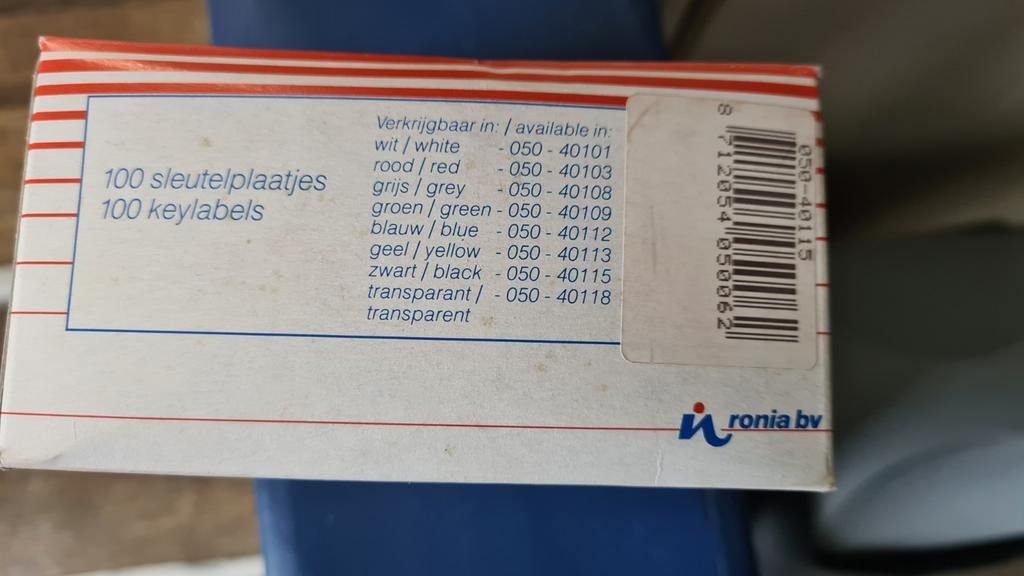 100 sleutelplaatjes
100 keylabels
Verkrijgbaar in: / available in:
wit / white - 050 - 40101
rood / red - 050 - 40103
grijs / grey - 050 - 40108
groen / green - 050 - 40109
blauw / blue - 050 - 40112
geel / yellow - 050 - 40113
zwart / black - 050 - 40115
transparant / - 050 - 40118
transparent
050-40115
8 712054 050062
ronia bv